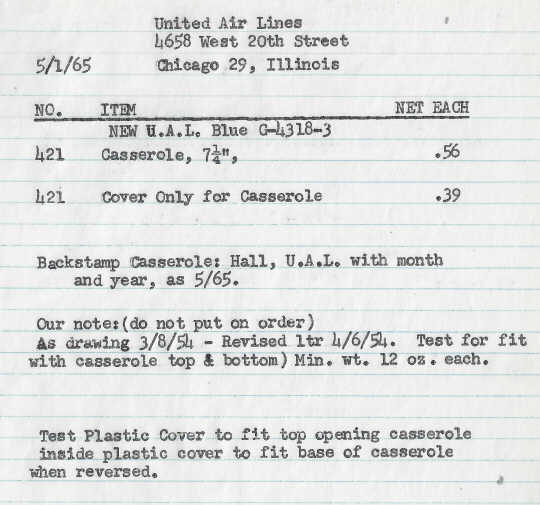 United Air Lines
4658 West 20th Street
5/1/65 Chicago 29, Illinois
NO. ITEM NET EACH
NEW U.A.L. Blue G-4318-3
421 Casserole, 7¼", .56
421 Cover Only for Casserole .39
Backstamp Casserole: Hall, U.A.L. with month
and year, as 5/65.
Our note:(do not put on order)
As drawing 3/8/54 - Revised ltr 4/6/54. Test for fit
with casserole top & bottom) Min. wt. 12 oz. each.
Test Plastic Cover to fit top opening casserole
inside plastic cover to fit base of casserole
when reversed.